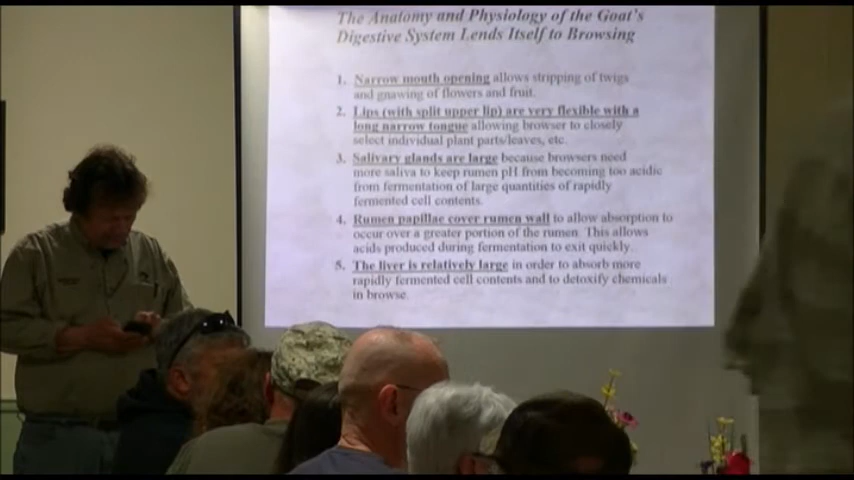 The Anatomy and Physiology of the Goat's
Digestive System Lends Itself to Browsing
1. Narrow mouth opening allows stripping of twigs
and gnawing of flowers and fruit.
2. Lips (with split upper lip) are very flexible with a
long narrow tongue allowing browser to closely
select individual plant parts/leaves, etc.
3. Salivary glands are large because browsers need
more saliva to keep rumen pH from becoming too acidic
from fermentation of large quantities of rapidly
fermented cell contents.
4. Rumen papillae cover rumen wall to allow absorption to
occur over a greater portion of the rumen. This allows
acids produced during fermentation to exit quickly.
5. The liver is relatively large in order to absorb more
rapidly fermented cell contents and to detoxify chemicals
in browse.